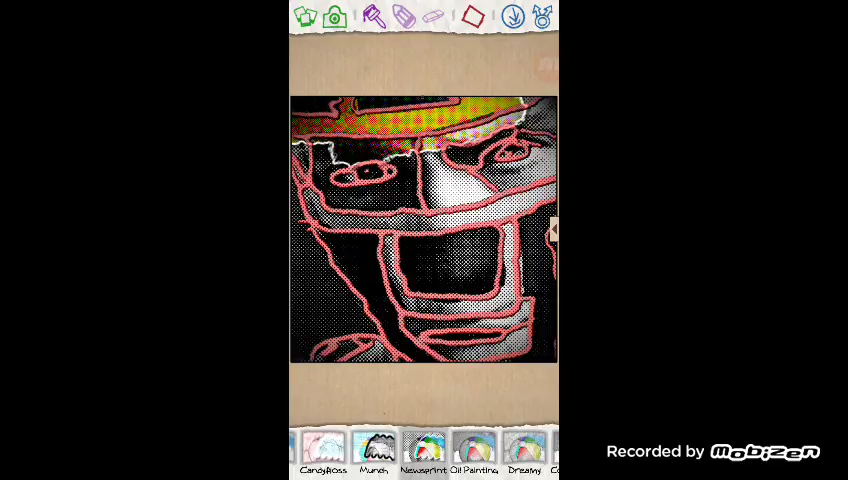 Candyfloss
Munch
Newsprint
Oil Painting
Dreamy
Recorded by mobizen